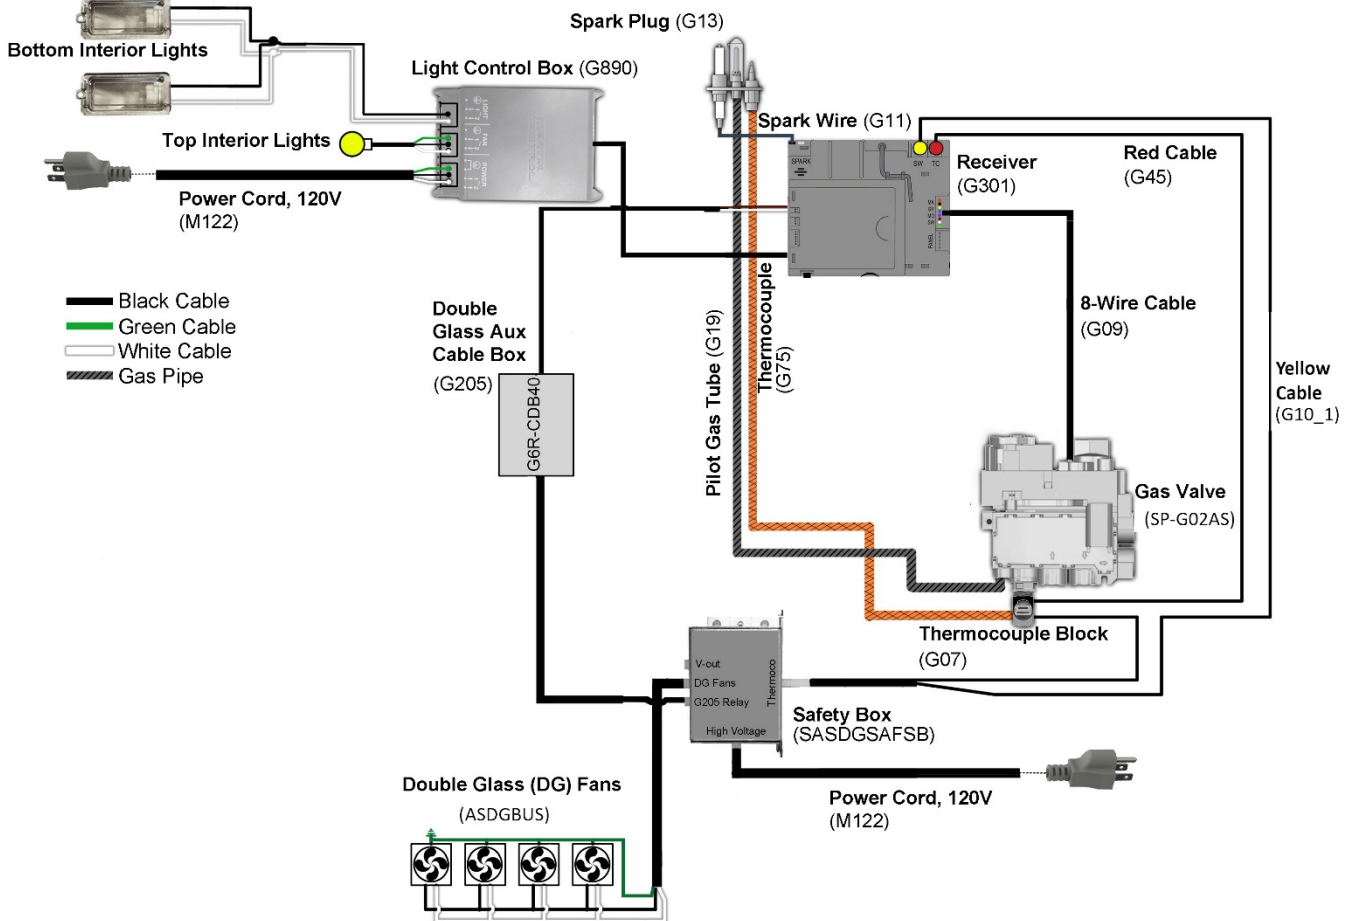 Spark Plug (G13)
Bottom Interior Lights
Light Control Box (G890)
LIGHT
FAN
POWER
Top Interior Lights
Power Cord, 120V
(M122)
Spark Wire (G11)
SPARK
SW TC
Receiver
(G301)
PANEL
Red Cable
(G45)
Black Cable
Green Cable
White Cable
Gas Pipe
Double
Glass Aux
Cable Box
(G205)
G6R-CDB40
Pilot Gas Tube (G19)
Thermocouple
(G75)
8-Wire Cable
(G09)
Yellow
Cable
(G10_1)
Gas Valve
(SP-G02AS)
Thermocouple Block
(G07)
V-out
DG Fans
G205 Relay
High Voltage
Thermoco
Safety Box
(SASDGSAFSB)
Power Cord, 120V
(M122)
Double Glass (DG) Fans
(ASDGBUS)